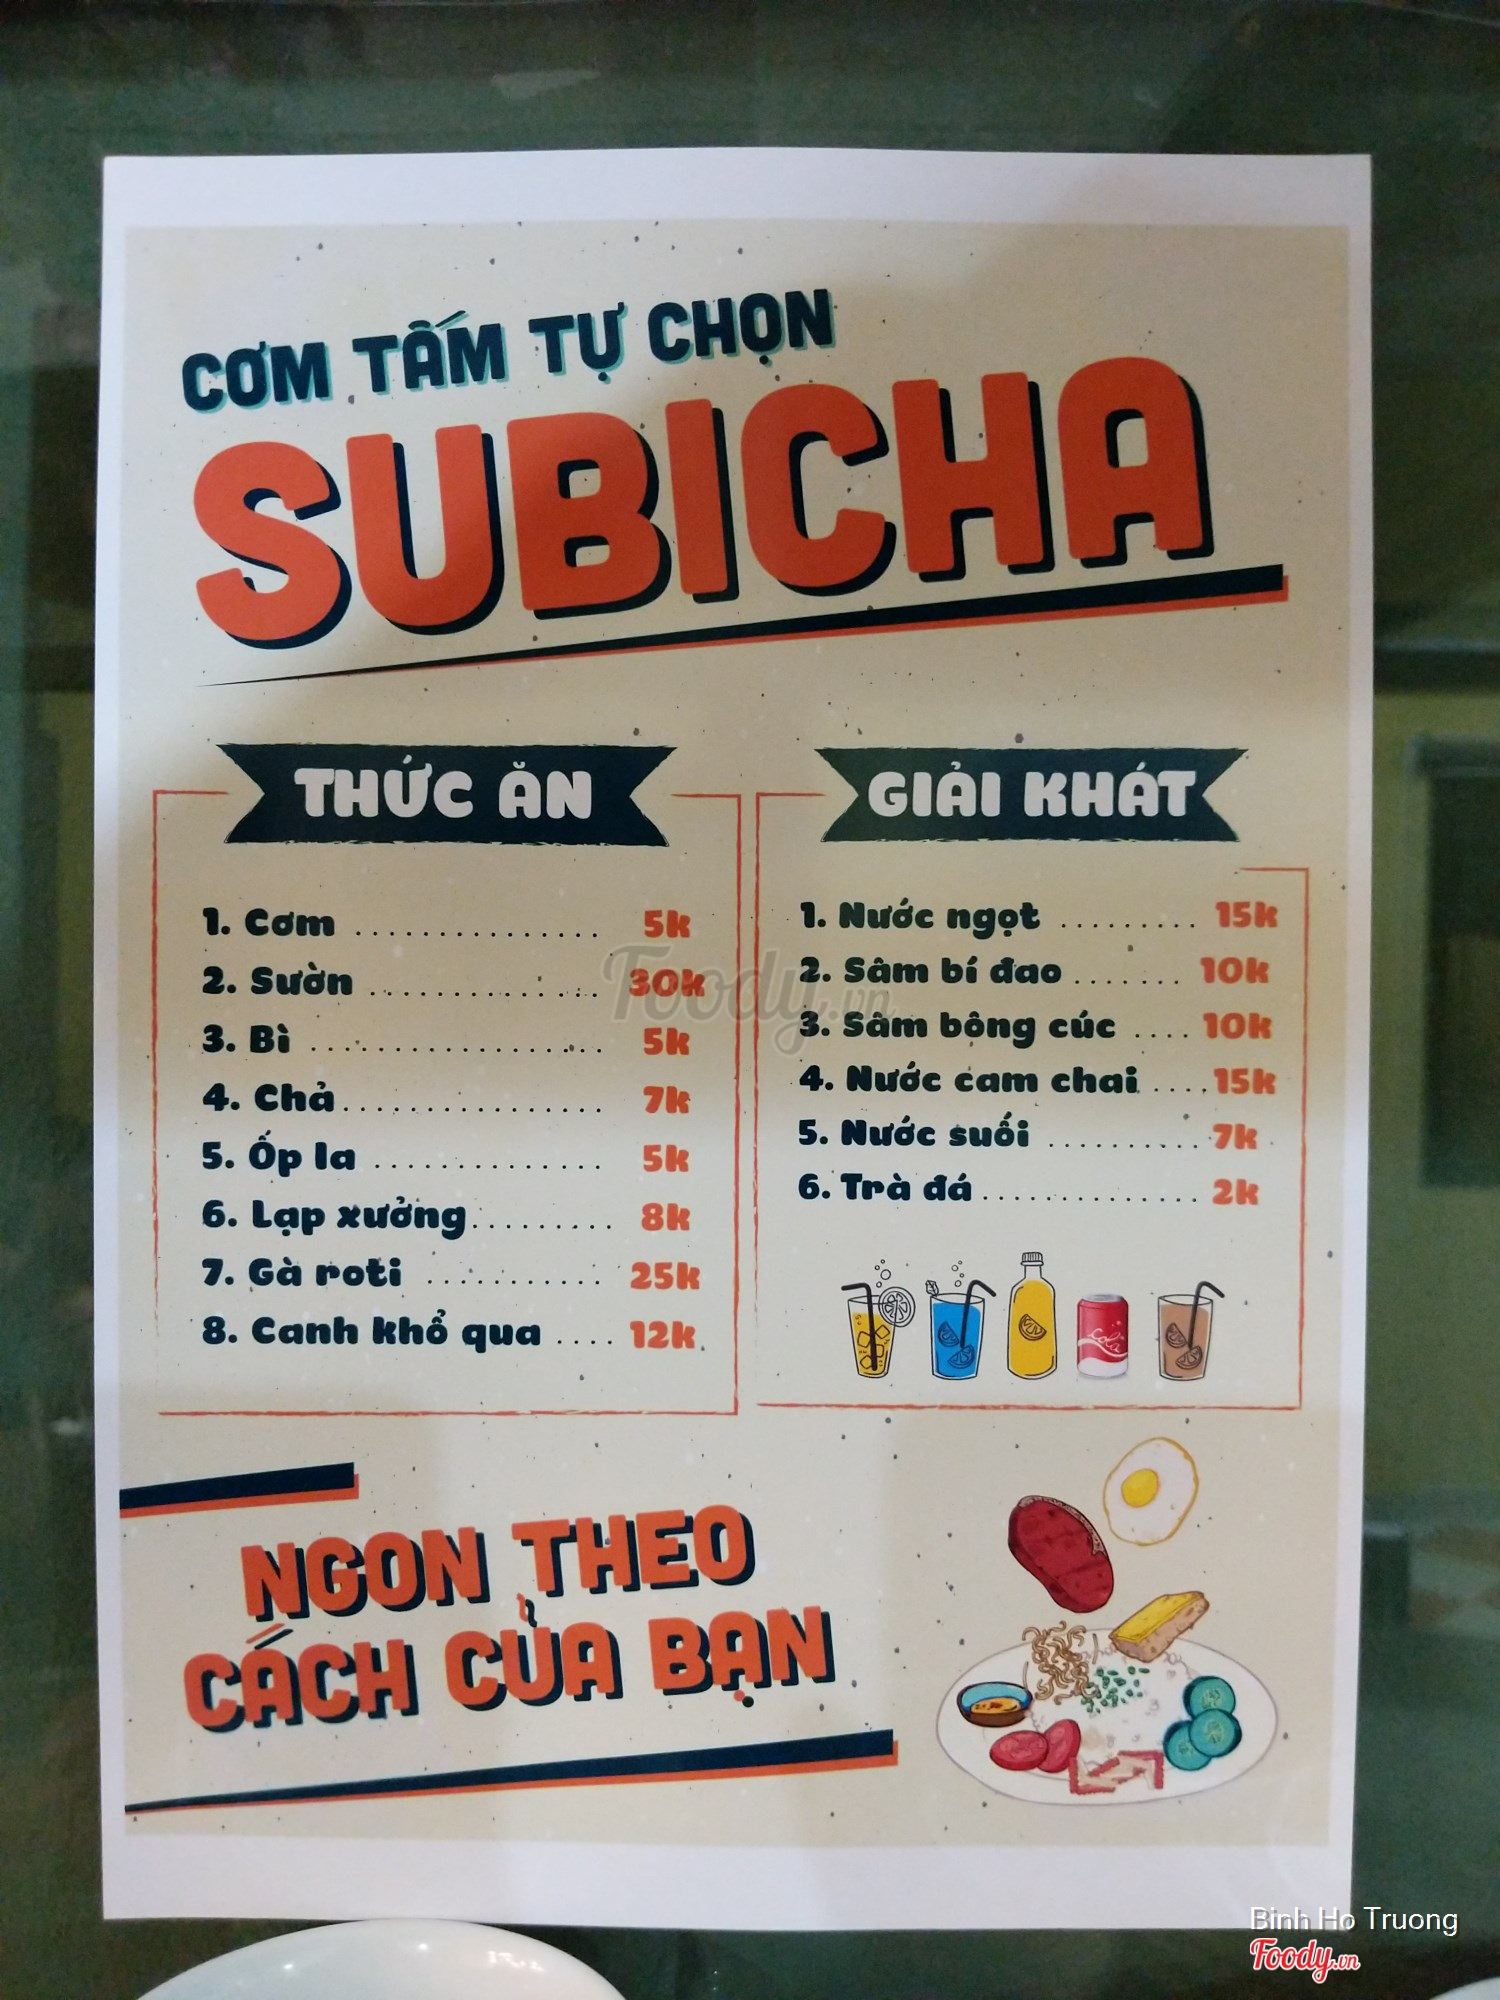 CƠM TẤM TỰ CHỌN
SUBICHA
THỨC ĂN
1. Cơm ............... 5k
2. Sườn .............. 30k
3. Bì .................. 5k
4. Chả................ 7k
5. Ốp la .............. 5k
6. Lạp xưởng......... 8k
7. Gà roti ........... 25k
8. Canh khổ qua .... 12k
GIẢI KHÁT
1. Nước ngọt ......... 15k
2. Sâm bí đao ....... 10k
3. Sâm bông cúc .... 10k
4. Nước cam chai ....15k
5. Nước suối ..........7k
6. Trà đá.............. 2k
Cola
NGON THEO
CÁCH CỦA BẠN
Foody.vn
Binh Ho Truong
Foody.vn